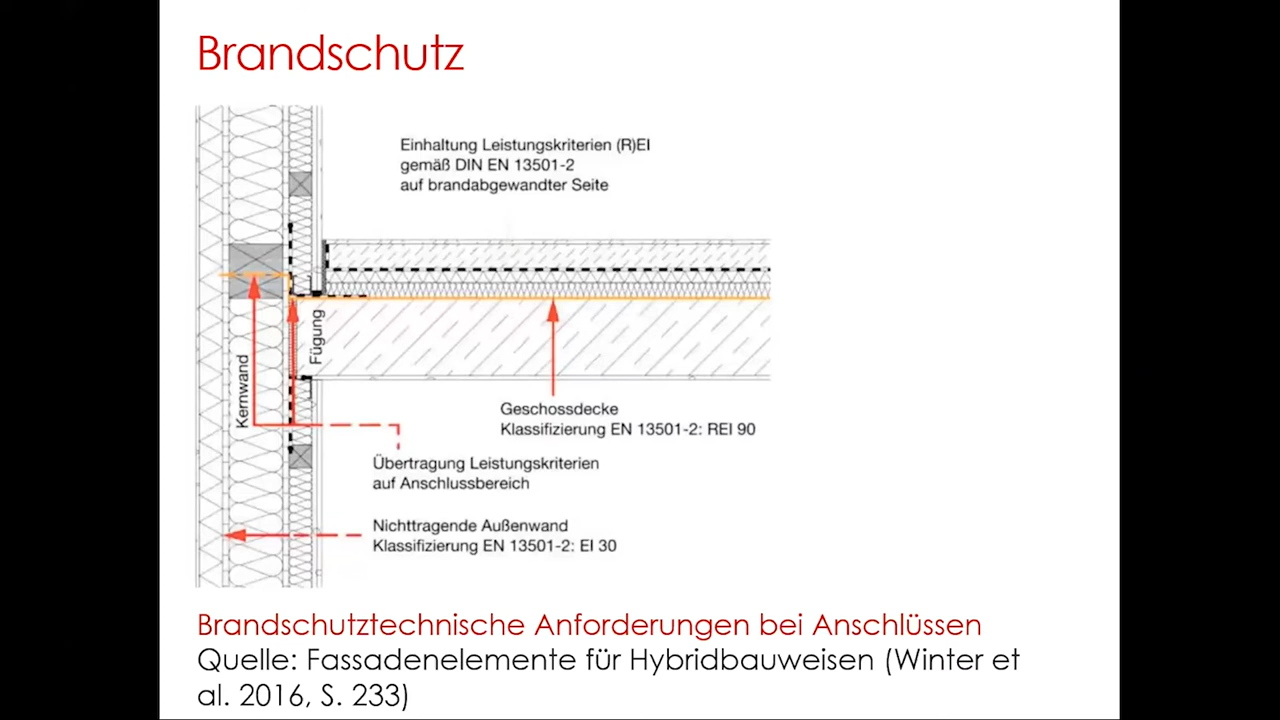 Brandschutz
Einhaltung Leistungskriterien (R)EI
gemäß DIN EN 13501-2
auf brandabgewandter Seite
Fügung
Kernwand
Geschossdecke
Klassifizierung EN 13501-2: REI 90
Übertragung Leistungskriterien
auf Anschlussbereich
Nichttragende Außenwand
Klassifizierung EN 13501-2: EI 30
Brandschutztechnische Anforderungen bei Anschlüssen
Quelle: Fassadenelemente für Hybridbauweisen (Winter et
al. 2016, S. 233)